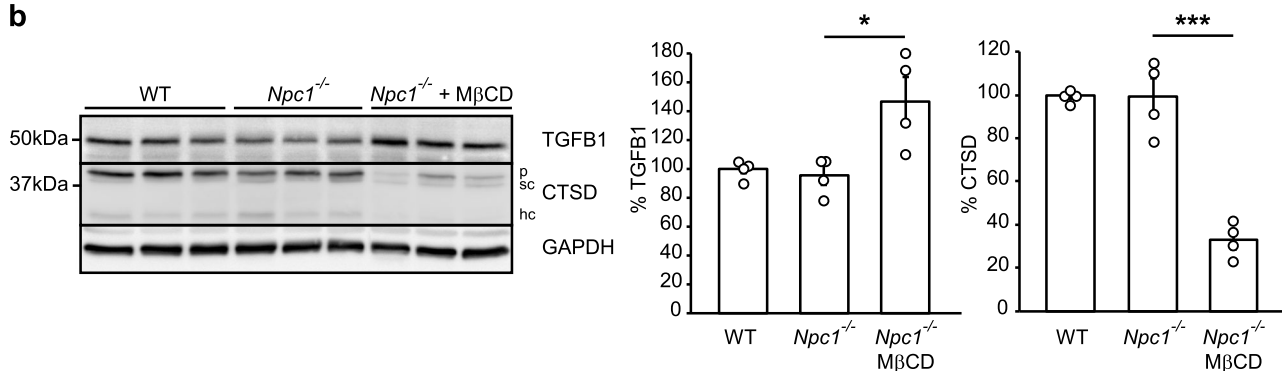 b
WT Npc1-/- Npc1-/- + MβCD
50kDa
37kDa
TGFB1
p
sc
hc
CTSD
GAPDH
*
% TGFB1
180
160
140
120
100
80
60
40
20
0
WT Npc1-/- Npc1-/-
MβCD
***
% CTSD
120
100
80
60
40
20
0
WT Npc1-/- Npc1-/-
MβCD